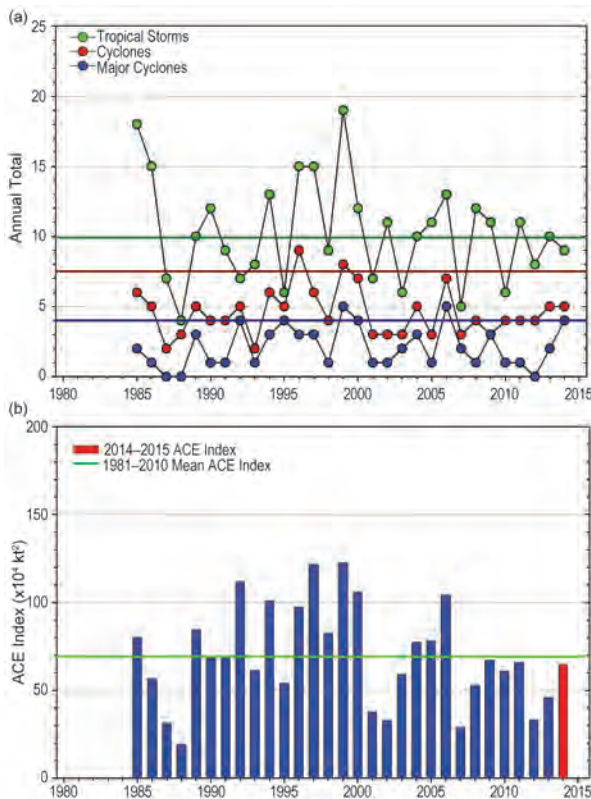 (a)
Tropical Storms
Cyclones
Major Cyclones
Annual Total
25
20
15
10
5
0
1980 1985 1990 1995 2000 2005 2010 2015
(b)
2014–2015 ACE Index
1981–2010 Mean ACE Index
ACE Index (x10⁴ kt²)
200
150
100
50
0
1980 1985 1990 1995 2000 2005 2010 2015